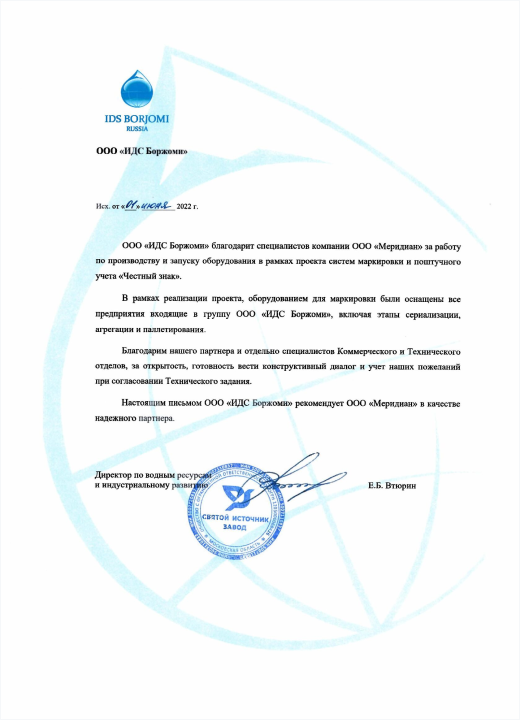 IDS BORJOMI
RUSSIA
ООО «ИДС Боржоми»
Исх. от «01» июня 2022 г.
ООО «ИДС Боржоми» благодарит специалистов компании ООО «Меридиан» за работу
по производству и запуску оборудования в рамках проекта систем маркировки и поштучного
учета «Честный знак».
В рамках реализации проекта, оборудованием для маркировки были оснащены все
предприятия входящие в группу ООО «ИДС Боржоми», включая этапы сериализации,
агрегации и паллетирования.
Благодарим нашего партнера и отдельно специалистов Коммерческого и Технического
отделов, за открытость, готовность вести конструктивный диалог и учет наших пожеланий
при согласовании Технического задания.
Настоящим письмом ООО «ИДС Боржоми» рекомендует ООО «Меридиан» в качестве
надежного партнера.
Директор по водным ресурсам
и индустриальному развитию
Е.Б. Втюрин
СВЯТОЙ ИСТОЧНИК
ЗАВОД
МОСКОВСКАЯ ОБЛАСТЬ